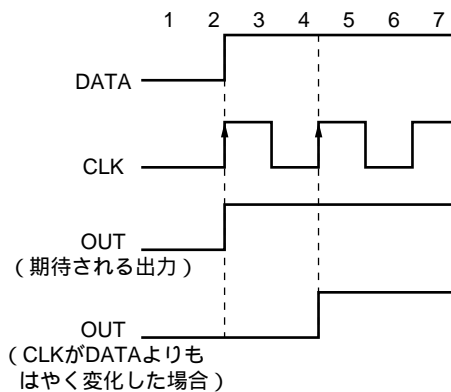 1 2 3 4 5 6 7
DATA
CLK
OUT
（期待される出力）
OUT
（CLKがDATAよりも
はやく変化した場合）